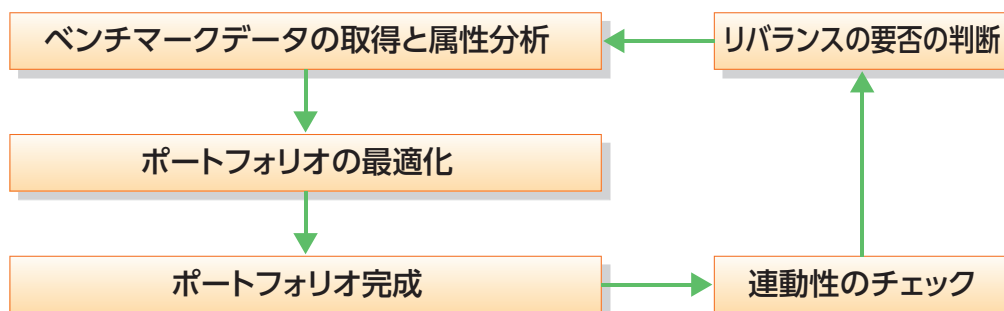 ベンチマークデータの取得と属性分析
リバランスの要否の判断
ポートフォリオの最適化
ポートフォリオ完成
連動性のチェック